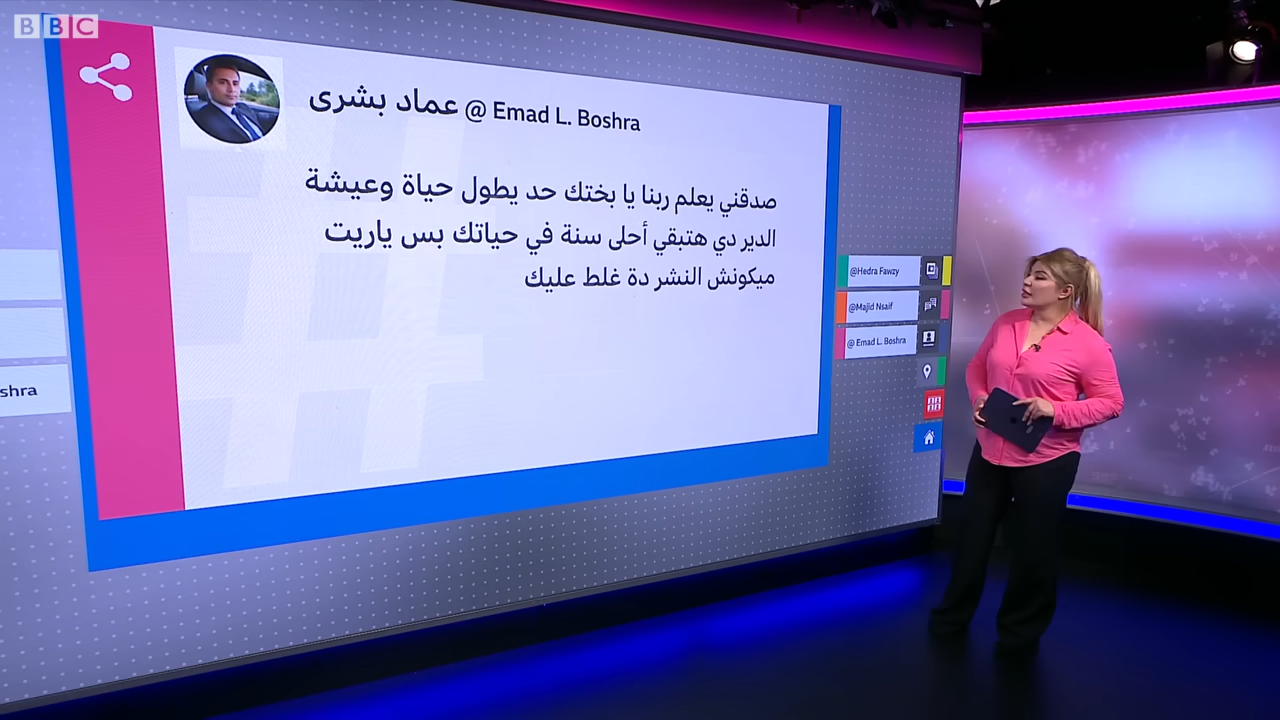 BBC
عماد بشرى @ Emad L. Boshra
صدقني يعلم ربنا يا بختك حد يطول حياة وعيشة
الدير دي هتبقي أحلى سنة في حياتك بس ياريت
ميكونش النشر دة غلط عليك
@Hedra Fawzy
@Majid Nsaif
@ Emad L. Boshra
shra